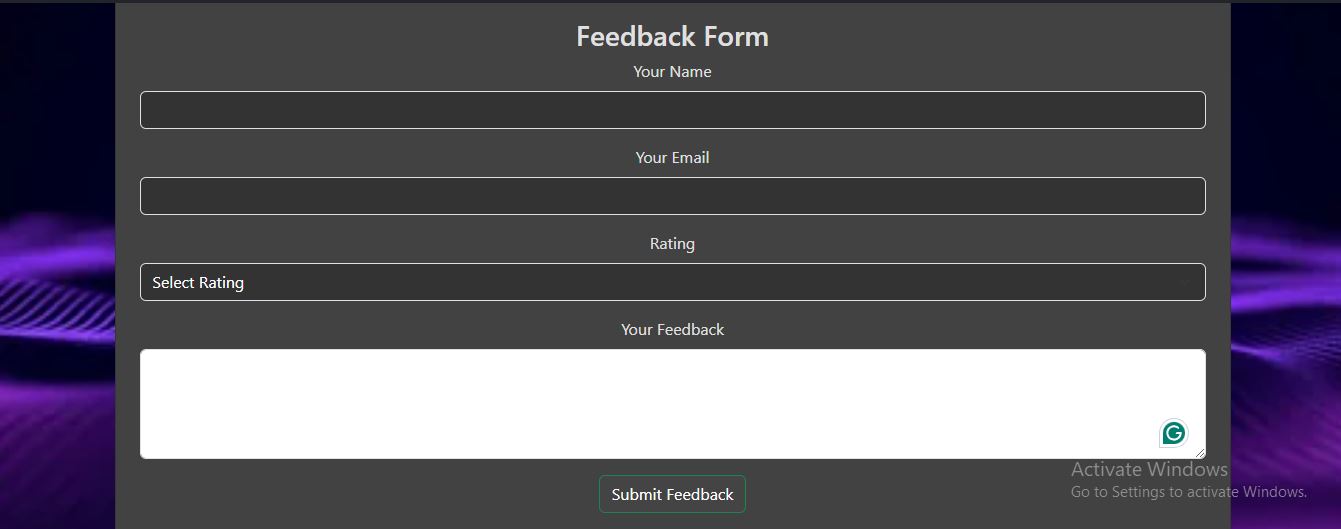 Feedback Form
Your Name
Your Email
Rating
Select Rating
Your Feedback
G
Submit Feedback
Activate Windows
Go to Settings to activate Windows.